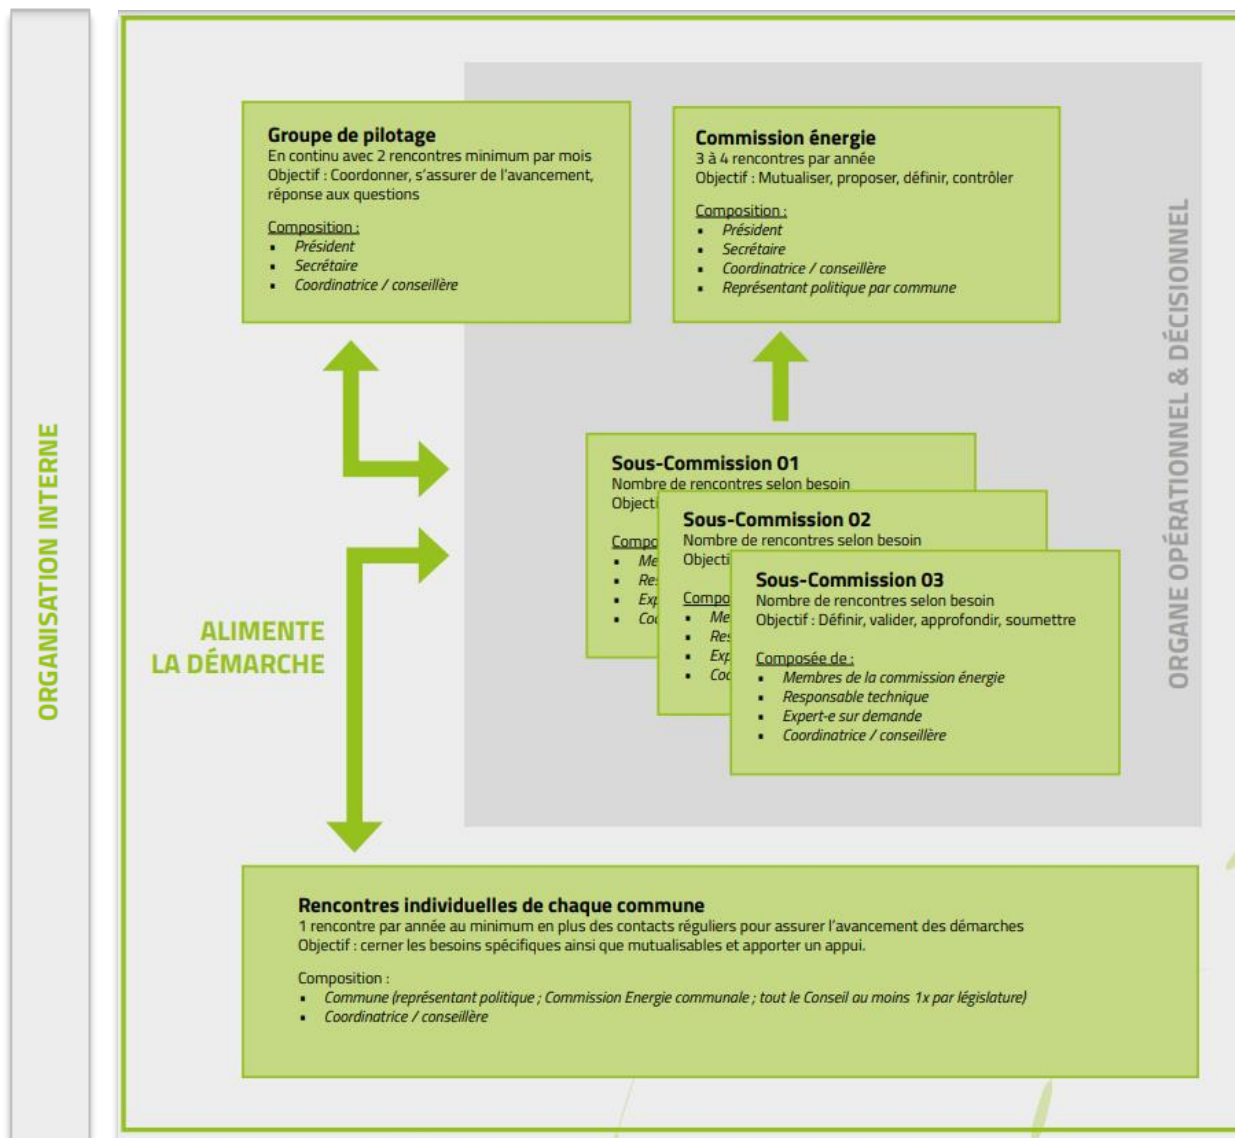 ORGANISATION INTERNE
Groupe de pilotage
En continu avec 2 rencontres minimum par mois
Objectif : Coordonner, s'assurer de l'avancement,
réponse aux questions
Composition :
▪ Président
▪ Secrétaire
▪ Coordinatrice / conseillère
Commission énergie
3 à 4 rencontres par année
Objectif : Mutualiser, proposer, définir, contrôler
Composition :
▪ Président
▪ Secrétaire
▪ Coordinatrice / conseillère
▪ Représentant politique par commune
ORGANE OPÉRATIONNEL & DÉCISIONNEL
Sous-Commission 01
Nombre de rencontres selon besoin
Sous-Commission 02
Nombre de rencontres selon besoin
Sous-Commission 03
Nombre de rencontres selon besoin
Objectif : Définir, valider, approfondir, soumettre
Composée de :
▪ Membres de la commission énergie
▪ Responsable technique
▪ Expert-e sur demande
▪ Coordinatrice / conseillère
ALIMENTE
LA DÉMARCHE
Rencontres individuelles de chaque commune
1 rencontre par année au minimum en plus des contacts réguliers pour assurer l'avancement des démarches
Objectif : cerner les besoins spécifiques ainsi que mutualisables et apporter un appui.
Composition :
▪ Commune (représentant politique ; Commission Energie communale ; tout le Conseil au moins 1x par législature)
▪ Coordinatrice / conseillère